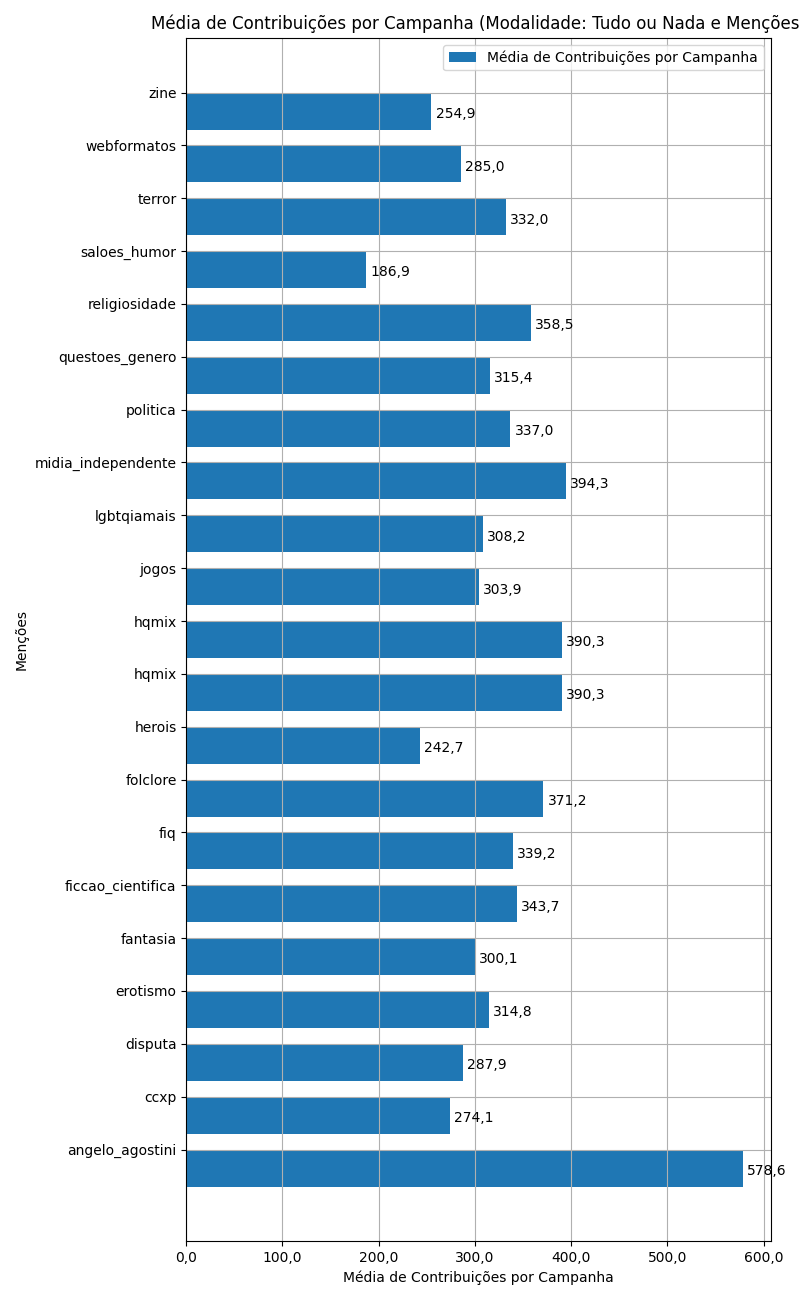 Média de Contribuições por Campanha (Modalidade: Tudo ou Nada e Menções
Média de Contribuições por Campanha
zine 254,9
webformatos 285,0
terror 332,0
saloes_humor 186,9
religiosidade 358,5
questoes_genero 315,4
politica 337,0
midia_independente 394,3
lgbtqiamais 308,2
jogos 303,9
hqmix 390,3
hqmix 390,3
herois 242,7
folclore 371,2
fiq 339,2
ficcao_cientifica 343,7
fantasia 300,1
erotismo 314,8
disputa 287,9
ccxp 274,1
angelo_agostini 578,6
Menções
0,0 100,0 200,0 300,0 400,0 500,0 600,0
Média de Contribuições por Campanha